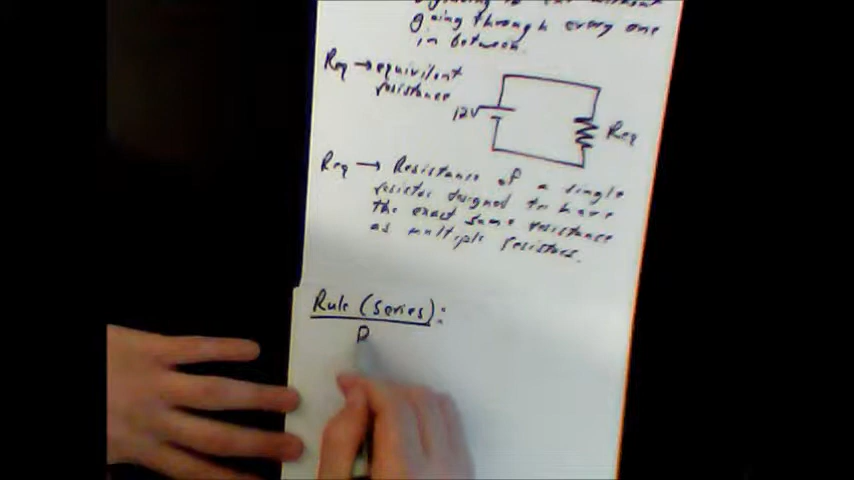 going through every one
in between.
Req → equivilent
resistance
12V
Req
Req → Resistance of a single
resistor designed to have
the exact same resistance
as multiple resistors.
Rule (Series):
R